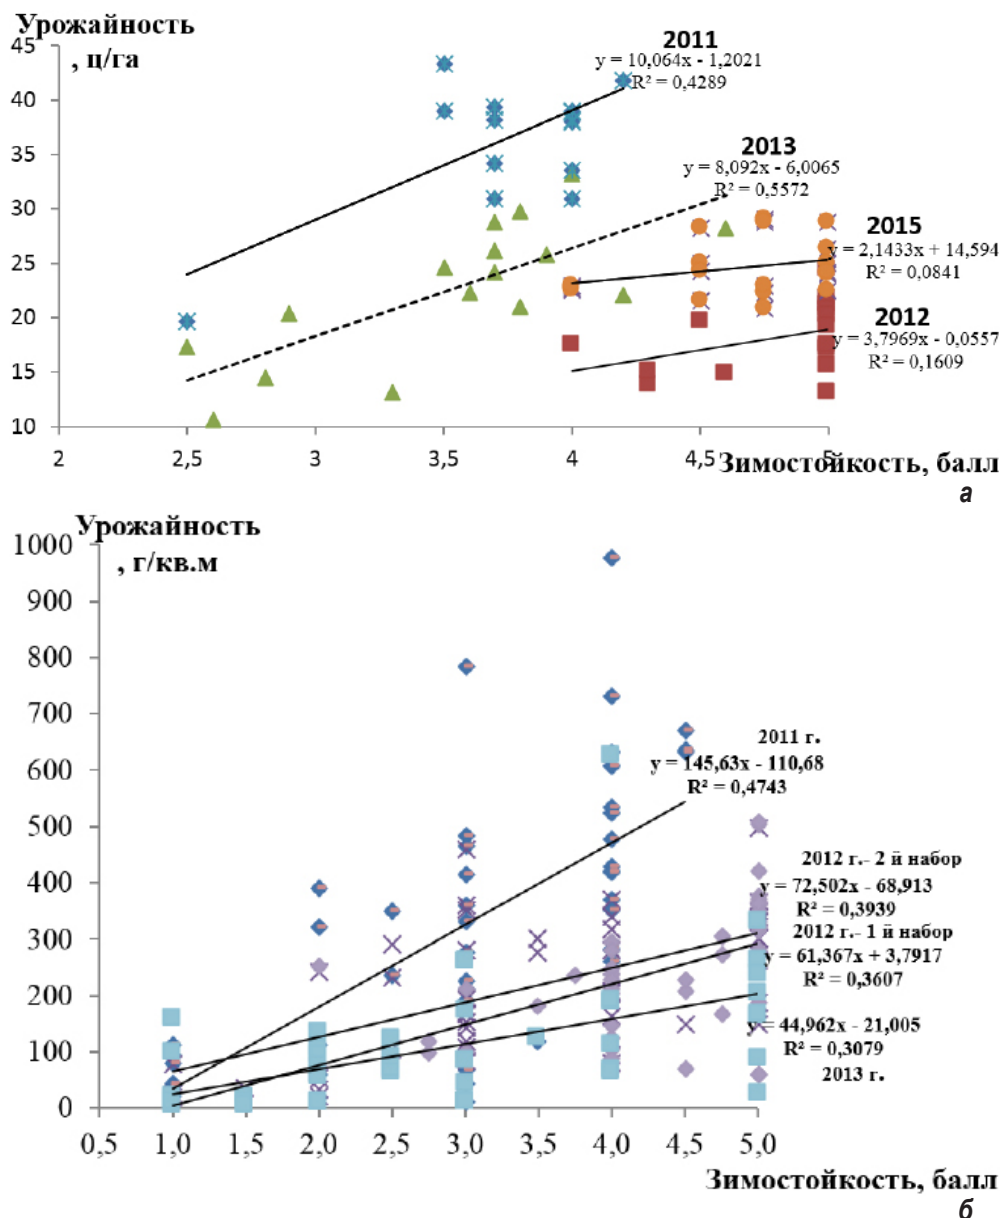 Урожайность
, ц/га
45
40
35
30
25
20
15
10
2011
y = 10,064x - 1,2021
R² = 0,4289
2013
y = 8,092x - 6,0065
R² = 0,5572
2015
y = 2,1433x + 14,594
R² = 0,0841
2012
y = 3,7969x - 0,0557
R² = 0,1609
2 2,5 3 3,5 4 4,5 5
Зимостойкость, балл
а
Урожайность
, г/кв.м
1000
900
800
700
600
500
400
300
200
100
0
2011 г.
y = 145,63x - 110,68
R² = 0,4743
2012 г.- 2 й набор
y = 72,502x - 68,913
R² = 0,3939
2012 г.- 1 й набор
y = 61,367x + 3,7917
R² = 0,3607
y = 44,962x - 21,005
R² = 0,3079
2013 г.
0,5 1,0 1,5 2,0 2,5 3,0 3,5 4,0 4,5 5,0
Зимостойкость, балл
б